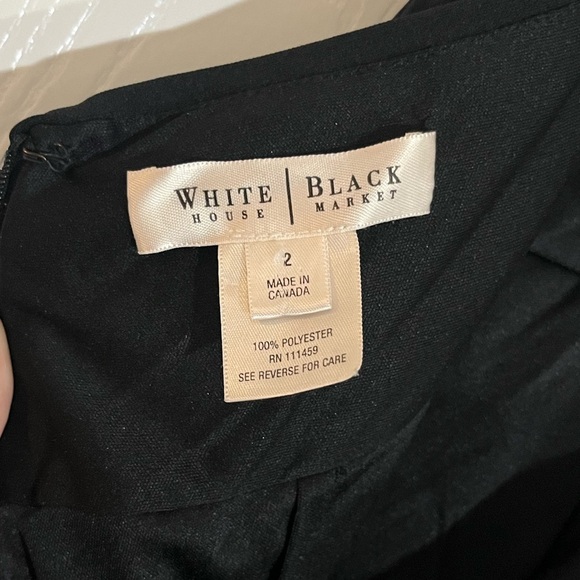 WHITE | BLACK
HOUSE MARKET
2
MADE IN
CANADA
100% POLYESTER
RN 111459
SEE REVERSE FOR CARE